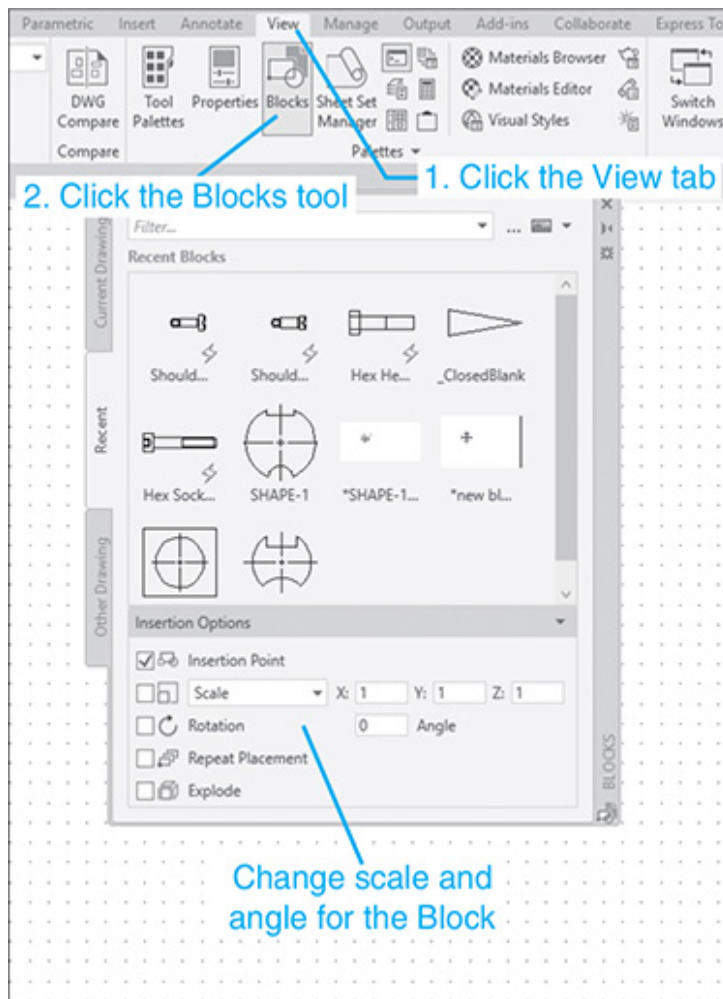 Parametric Insert Annotate View Manage Output Add-ins Collaborate Express To
DWG Compare
Tool Palettes
Properties
Blocks
Sheet Set Manager
Materials Browser
Materials Editor
Visual Styles
Switch Windows
Compare
Palettes
1. Click the View tab
2. Click the Blocks tool
Filter...
...
Recent Blocks
Current Drawing
Recent
Other Drawing
Should... Should... Hex He... _ClosedBlank
Hex Sock... SHAPE-1 *SHAPE-1... *new bl...
Insertion Options
Insertion Point
Scale X: 1 Y: 1 Z: 1
Rotation 0 Angle
Repeat Placement
Explode
BLOCKS
Change scale and
angle for the Block